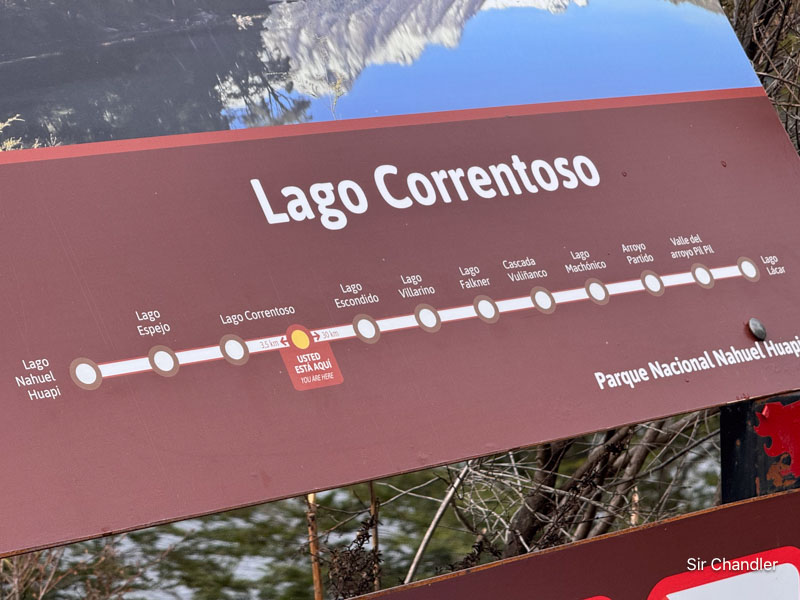 Lago Correntoso
Lago
Nahuel
Huapi
Lago
Espejo
Lago Correntoso
3.5 km
30 km
USTED
ESTÁ AQUÍ
YOU ARE HERE
Lago
Escondido
Lago
Villarino
Lago
Falkner
Cascada
Vuliñanco
Lago
Machónico
Arroyo
Partido
Valle del
arroyo Pil Pil
Lago
Lácar
Parque Nacional Nahuel Huapi
Sir Chandler